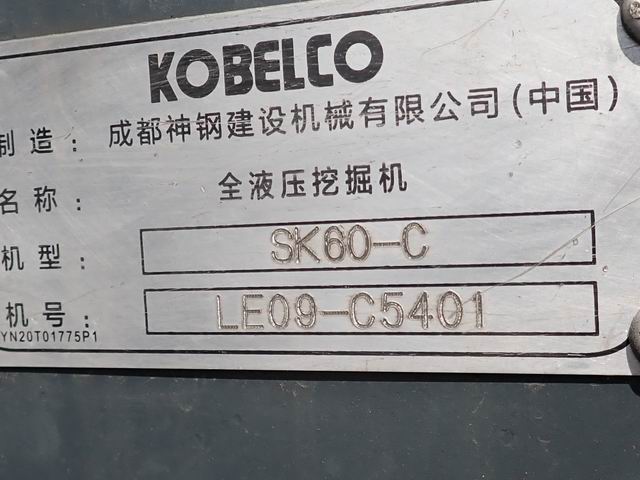 KOBELCO
制造：成都神钢建设机械有限公司(中国)
名称：全液压挖掘机
机型：SK60-C
机号：LE09-C5401
YN20T01775P1